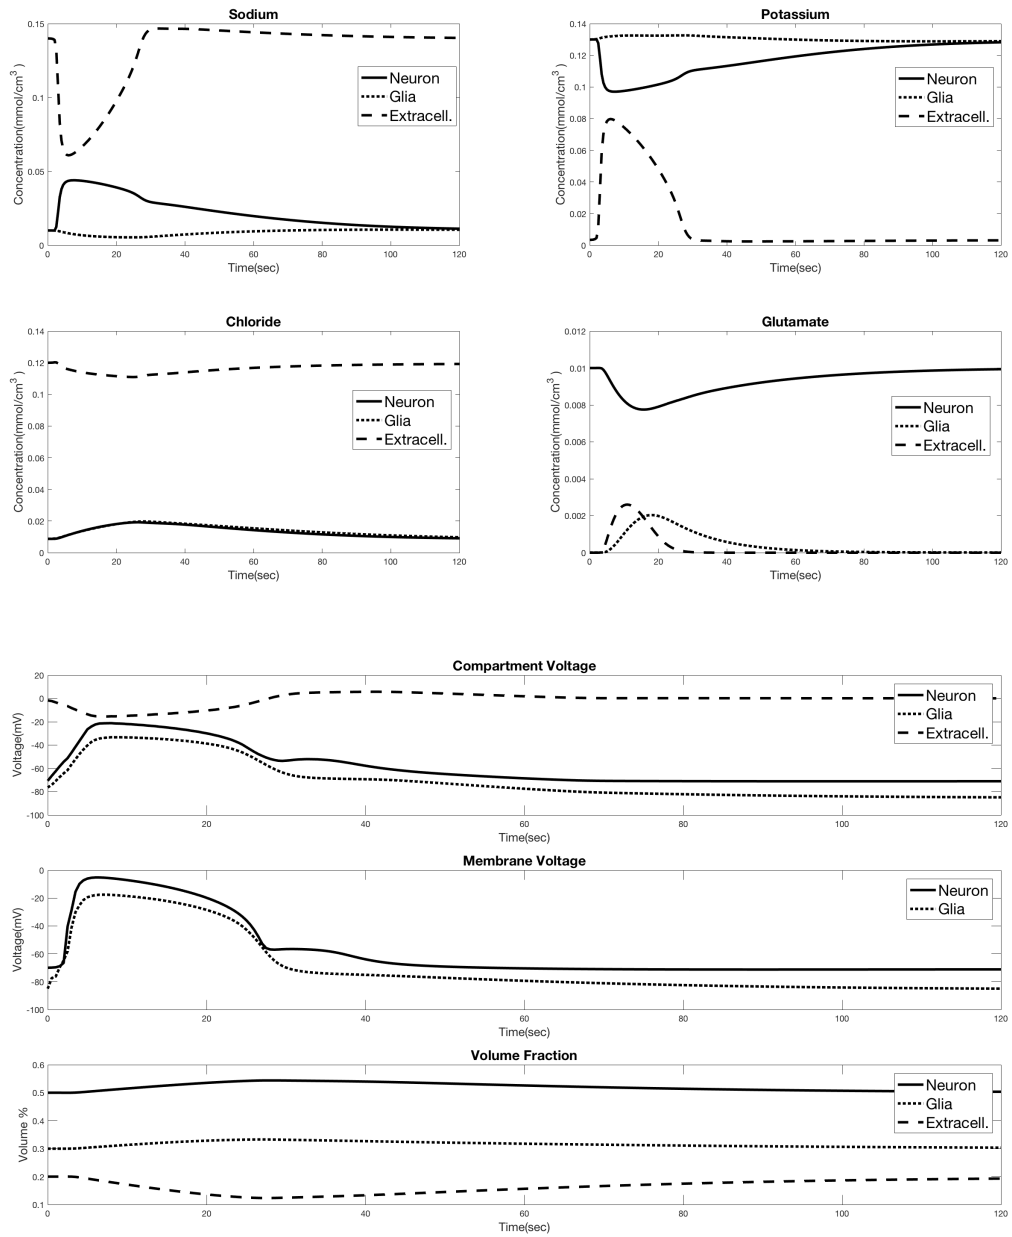 Sodium
Concentration(mmol/cm3 )
0.15
0.1
0.05
0
0 20 40 60 80 100 120
Time(sec)
Neuron
Glia
Extracell.
Potassium
Concentration(mmol/cm3 )
0.14
0.12
0.1
0.08
0.06
0.04
0.02
0
0 20 40 60 80 100 120
Time(sec)
Neuron
Glia
Extracell.
Chloride
Concentration(mmol/cm3 )
0.14
0.12
0.1
0.08
0.06
0.04
0.02
0
0 20 40 60 80 100 120
Time(sec)
Neuron
Glia
Extracell.
Glutamate
Concentration(mmol/cm3 )
0.012
0.01
0.008
0.006
0.004
0.002
0
0 20 40 60 80 100 120
Time(sec)
Neuron
Glia
Extracell.
Compartment Voltage
Voltage(mV)
20
0
-20
-40
-60
-80
-100
0 20 40 60 80 100 120
Time(sec)
Neuron
Glia
Extracell.
Membrane Voltage
Voltage(mV)
0
-20
-40
-60
-80
-100
0 20 40 60 80 100 120
Time(sec)
Neuron
Glia
Volume Fraction
Volume %
0.6
0.5
0.4
0.3
0.2
0.1
0 20 40 60 80 100 120
Time(sec)
Neuron
Glia
Extracell.